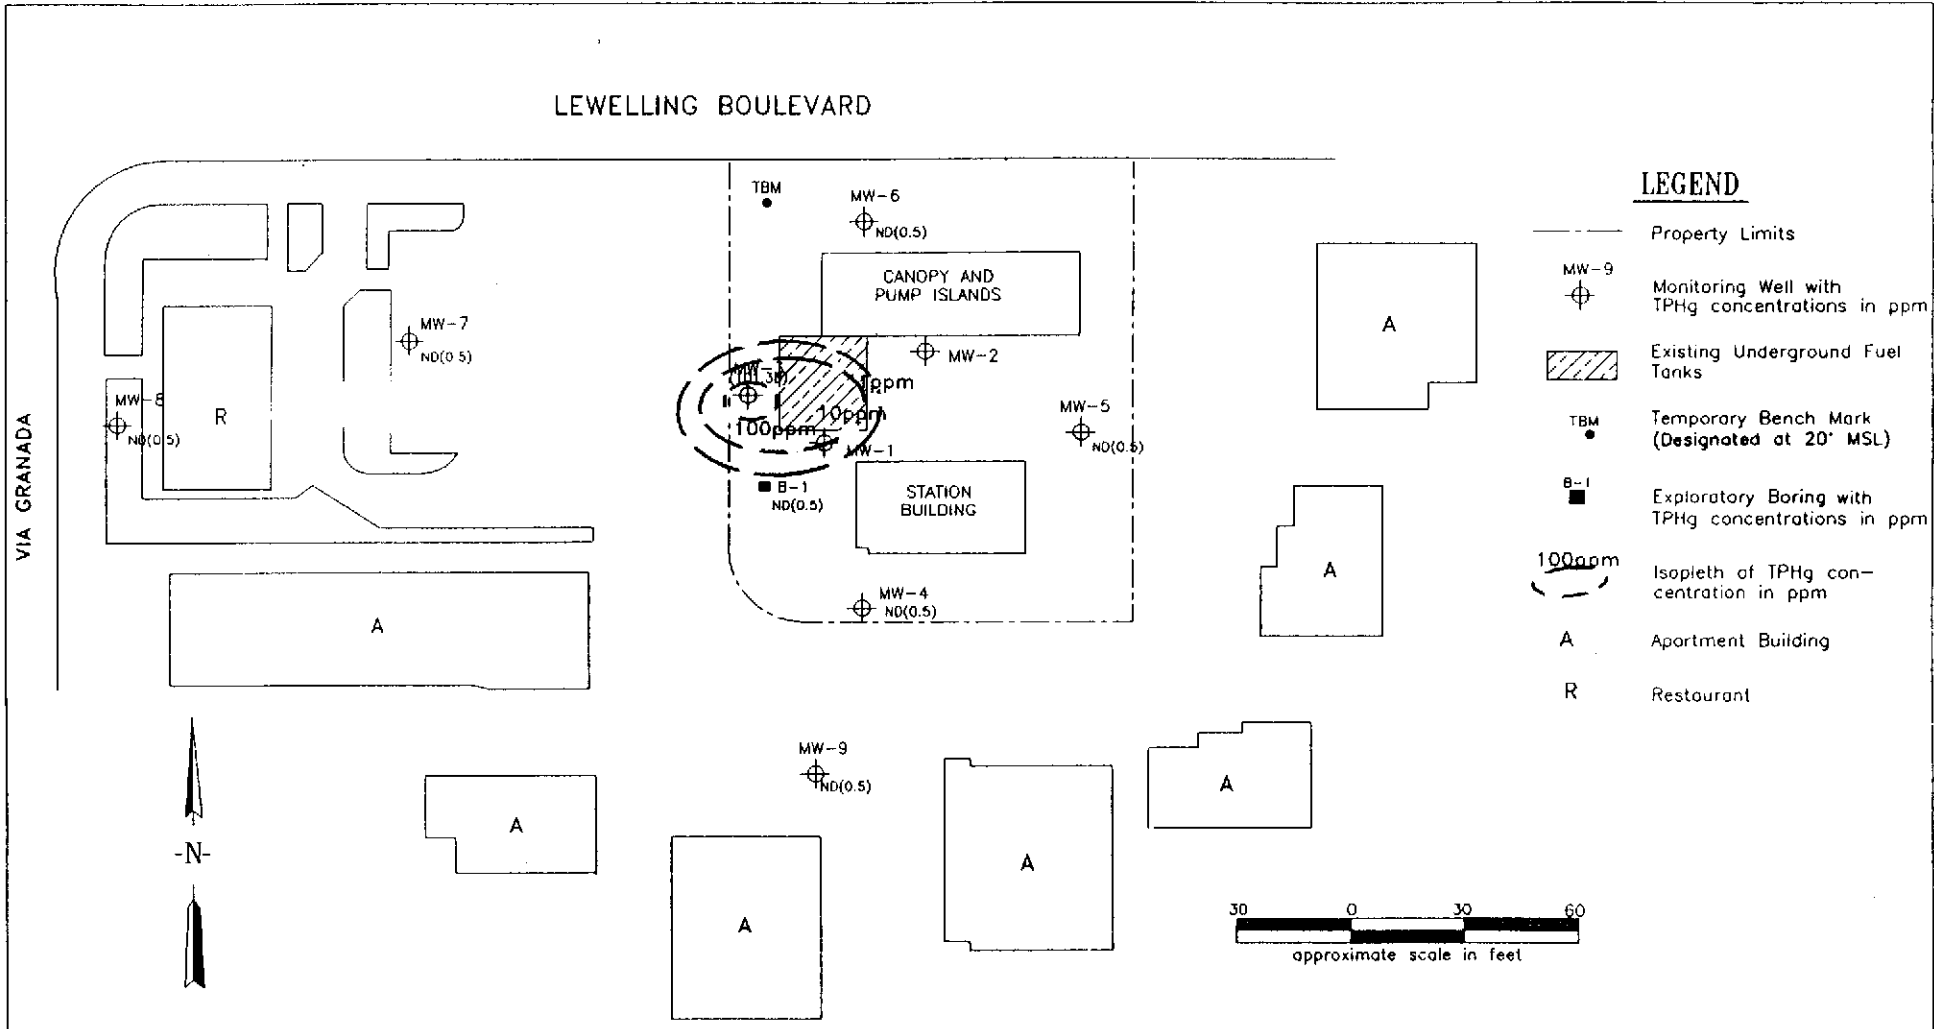 LEWELLING BOULEVARD
VIA GRANADA
TBM
MW-6
ND(0.5)
CANOPY AND
PUMP ISLANDS
MW-7
ND(0.5)
MW-2
1ppm
10ppm
100ppm
MW-1
MW-8
ND(0.5)
R
MW-5
ND(0.5)
B-1
ND(0.5)
STATION
BUILDING
MW-4
ND(0.5)
A
A
A
MW-9
ND(0.5)
A
A
A
A
-N-
LEGEND
Property Limits
MW-9
Monitoring Well with
TPHg concentrations in ppm
Existing Underground Fuel
Tanks
TBM
Temporary Bench Mark
(Designated at 20' MSL)
B-1
Exploratory Boring with
TPHg concentrations in ppm
100ppm
Isopleth of TPHg con-
centration in ppm
A
Apartment Building
R
Restaurant
30 0 30 60
approximate scale in feet